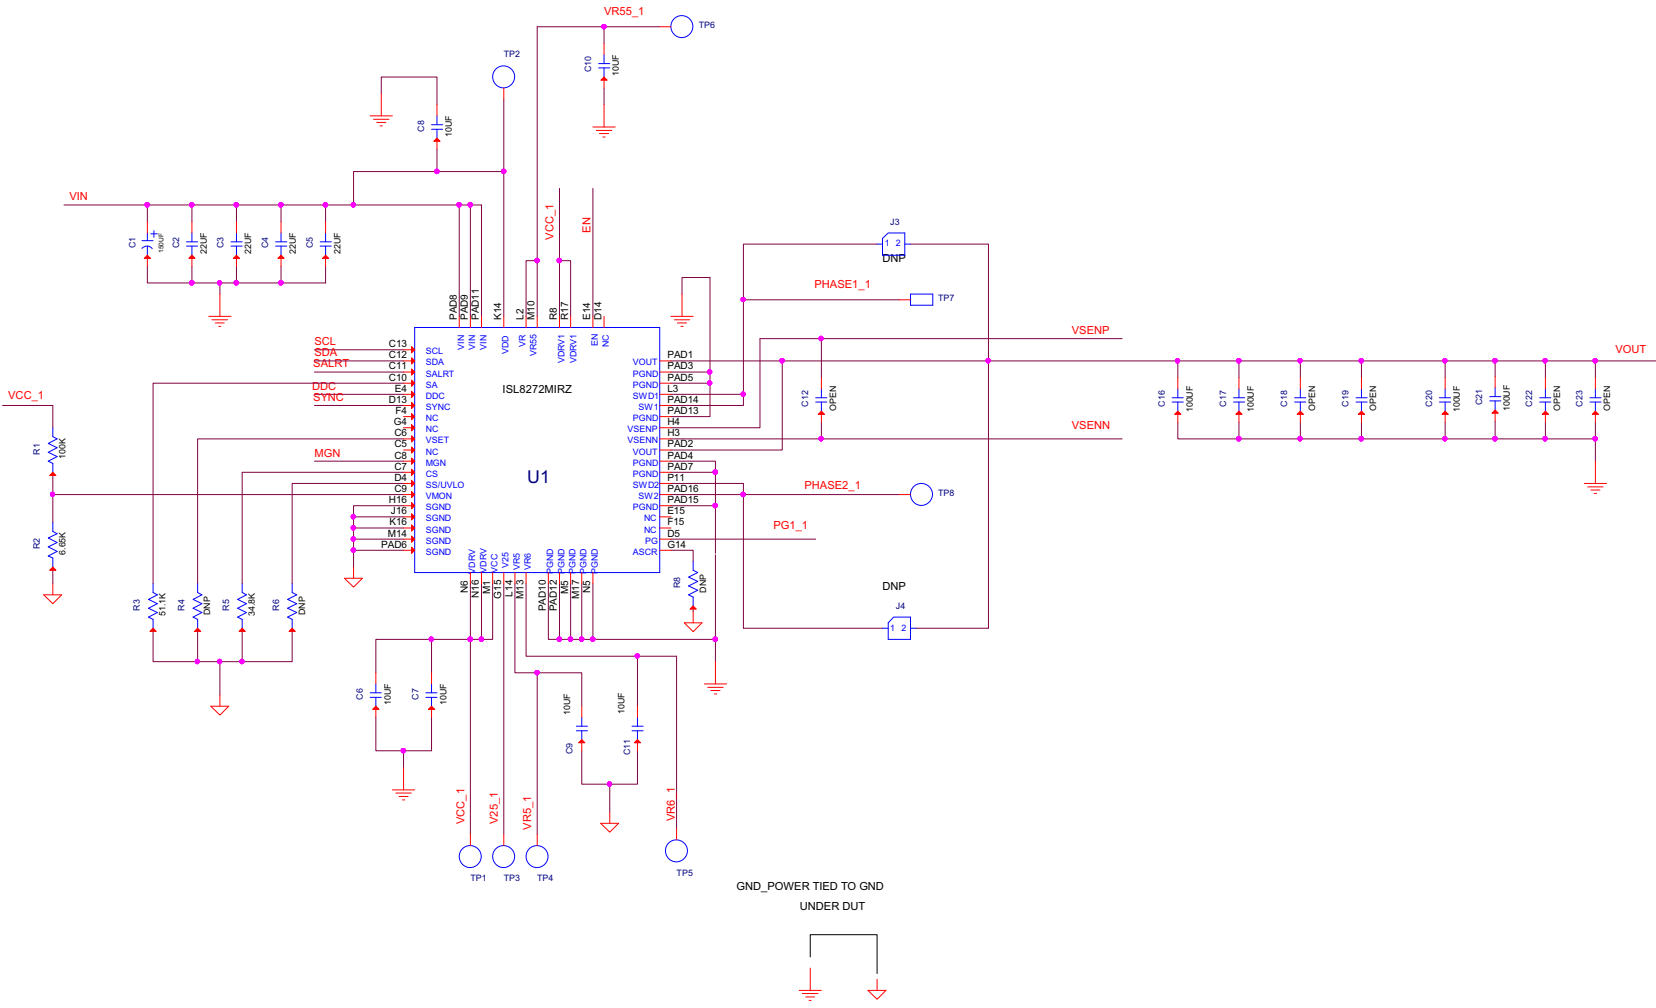 VR55_1
TP6
TP2
C10
10UF
C8
10UF
VIN
C1
150UF
C2
22UF
C3
22UF
C4
22UF
C5
22UF
VCC_1
EN
J3
1 2
DNP
PHASE1_1
TP7
VSENP
VOUT
PAD8
PAD9
PAD11
K14
L2
M10
R8
R17
E14
D14
VIN
VIN
VIN
VDD
VR
VR55
VDRV1
VDRV1
EN
NC
ISL8272MIRZ
U1
SCL
C13
SCL
SDA
C12
SDA
SALRT
C11
SALRT
C10
SA
DDC
E4
DDC
SYNC
D13
SYNC
F4
NC
G4
NC
C6
VSET
C5
NC
MGN
C8
MGN
C7
CS
D4
SS/UVLO
C9
VMON
H16
SGND
J16
SGND
K16
SGND
M14
SGND
PAD6
SGND
VOUT
PAD1
PGND
PAD3
PGND
PAD5
SWD1
L3
SW1
PAD14
PGND
PAD13
VSENP
H4
VSENN
H3
VOUT
PAD2
PGND
PAD4
PGND
PAD7
SWD2
P11
SW2
PAD16
PGND
PAD15
NC
E15
NC
F15
PG
D5
ASCR
G14
VDRV
VDRV
VCC
V25
VR5
VR6
PGND
PGND
PGND
PGND
PGND
N6
N16
M1
G15
L14
M13
PAD10
PAD12
M5
M17
N5
VCC_1
R1
100K
R2
6.65K
R3
51.1K
R4
DNP
R5
34.8K
R6
DNP
C12
OPEN
VSENN
C16
100UF
C17
100UF
C18
OPEN
C19
OPEN
C20
100UF
C21
100UF
C22
OPEN
C23
OPEN
PHASE2_1
TP8
PG1_1
R8
DNP
DNP
J4
1 2
C6
10UF
C7
10UF
10UF
C9
10UF
C11
VCC_1
V25_1
VR5_1
VR6_1
TP1
TP3
TP4
TP5
GND_POWER TIED TO GND
UNDER DUT